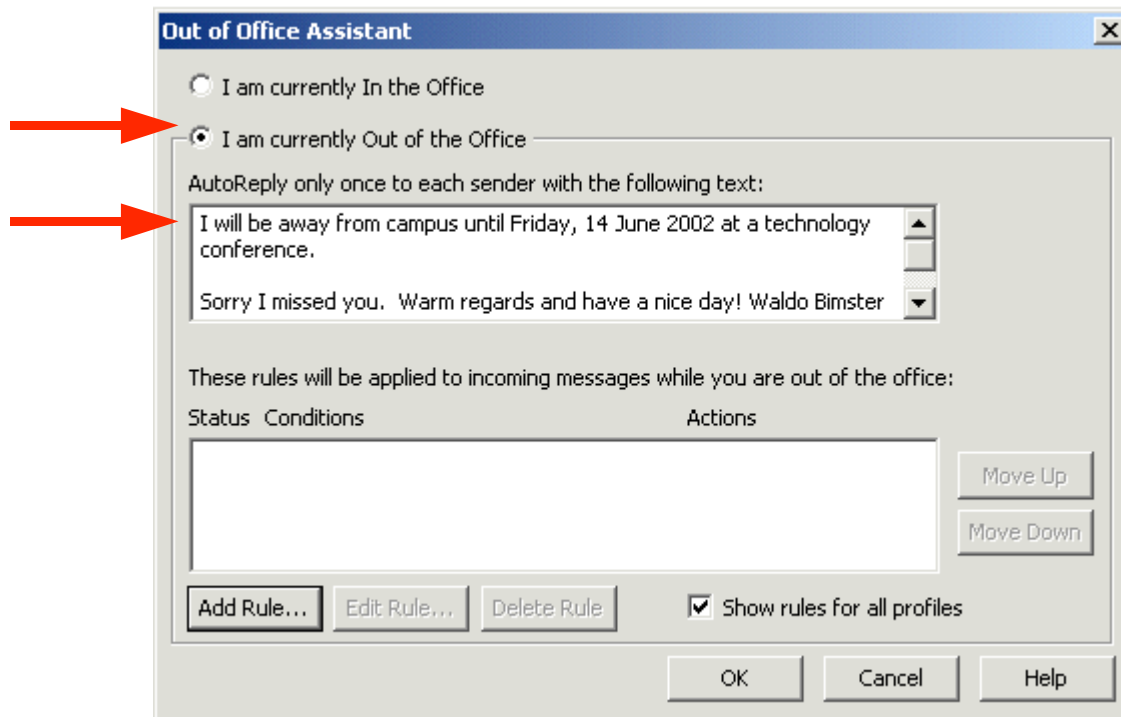 Out of Office Assistant
I am currently In the Office
I am currently Out of the Office
AutoReply only once to each sender with the following text:
I will be away from campus until Friday, 14 June 2002 at a technology
conference.
Sorry I missed you.  Warm regards and have a nice day! Waldo Bimster
These rules will be applied to incoming messages while you are out of the office:
Status Conditions Actions
Move Up
Move Down
Add Rule... Edit Rule... Delete Rule Show rules for all profiles
OK Cancel Help